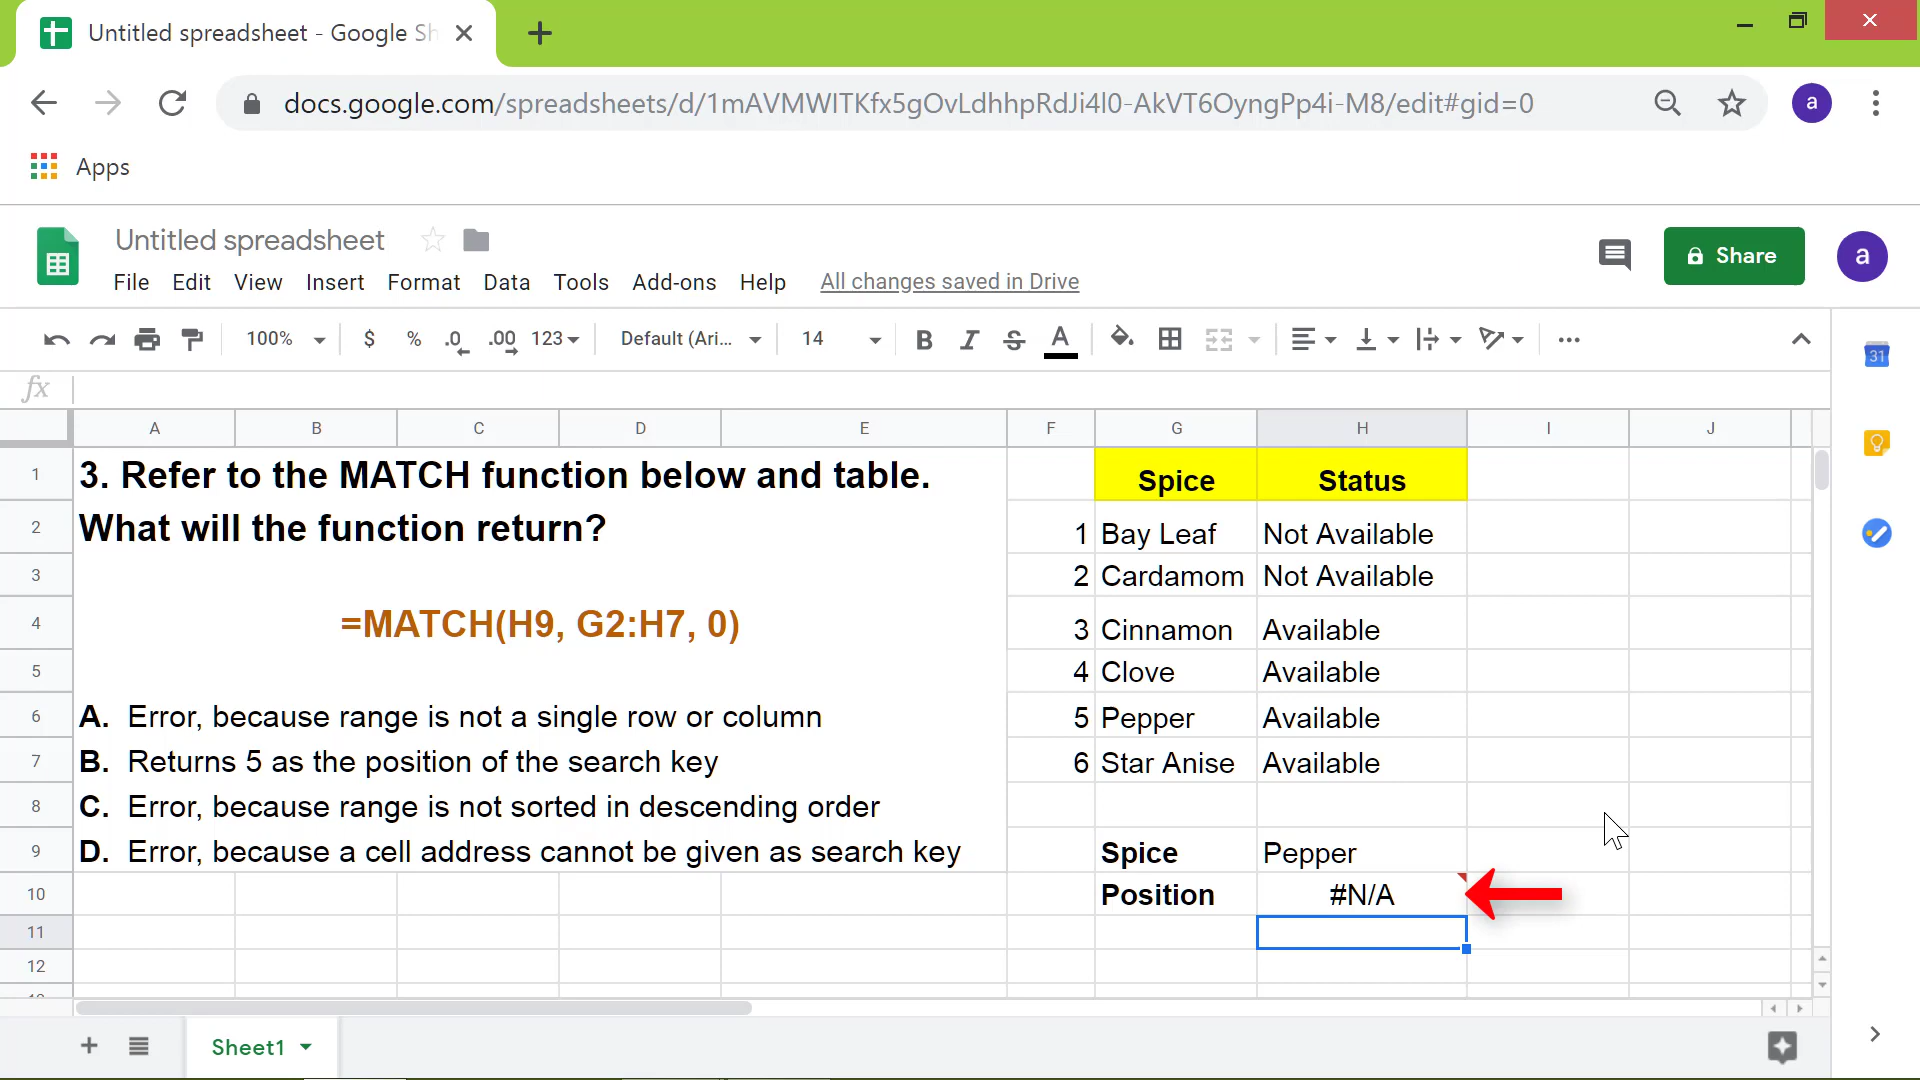 Untitled spreadsheet - Google Sh
docs.google.com/spreadsheets/d/1mAVMWITKfx5gOvLdhhpRdJi4l0-AkVT6OyngPp4i-M8/edit#gid=0
a
Apps
Untitled spreadsheet
File Edit View Insert Format Data Tools Add-ons Help All changes saved in Drive
Share
a
100% $ % .0 .00 123 Default (Ari... 14 B I S A
31
fx
A B C D E F G H I J
1 3. Refer to the MATCH function below and table. Spice Status
2 What will the function return? 1 Bay Leaf Not Available
3 2 Cardamom Not Available
4 =MATCH(H9, G2:H7, 0) 3 Cinnamon Available
5 4 Clove Available
6 A. Error, because range is not a single row or column 5 Pepper Available
7 B. Returns 5 as the position of the search key 6 Star Anise Available
8 C. Error, because range is not sorted in descending order
9 D. Error, because a cell address cannot be given as search key Spice Pepper
10 Position #N/A
11
12
Sheet1